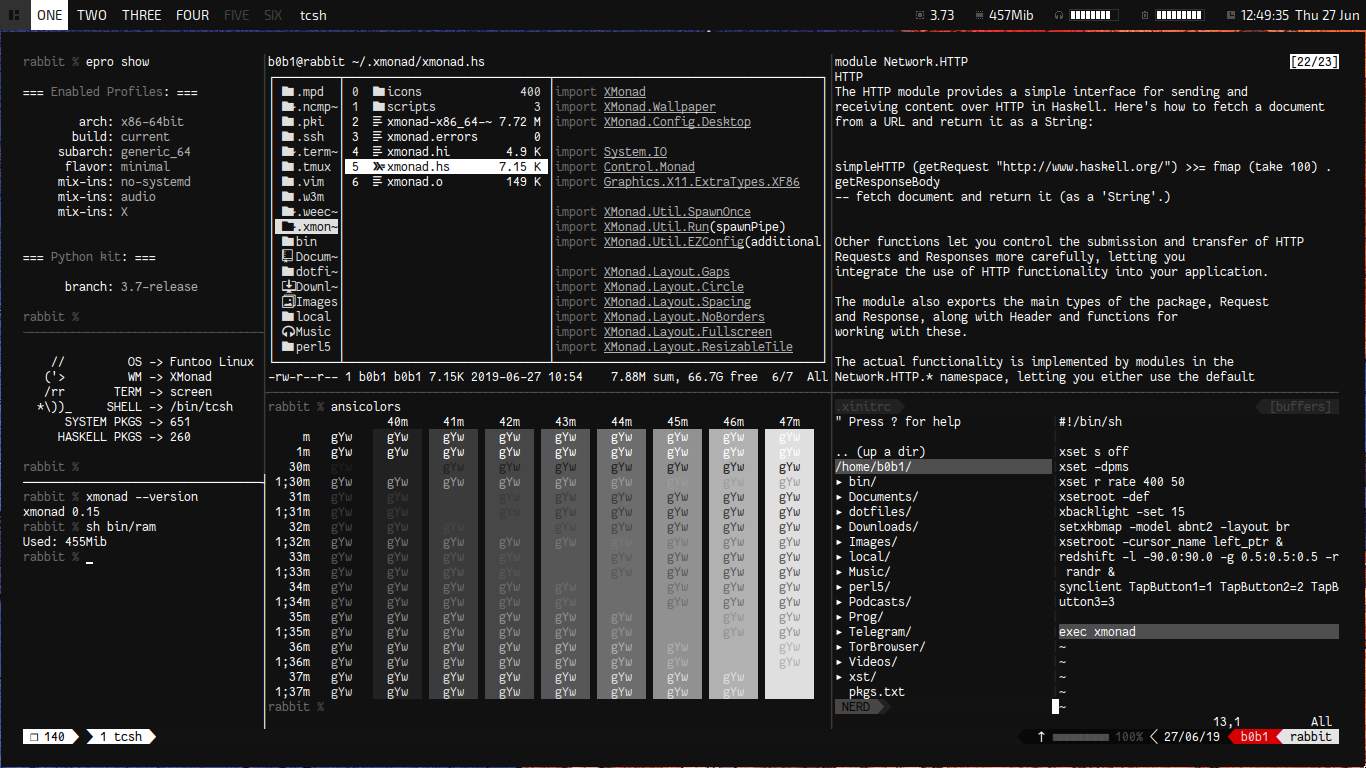 ONE TWO THREE FOUR FIVE SIX tcsh 3.73 457Mib 12:49:35 Thu 27 Jun
rabbit % epro show
=== Enabled Profiles: ===
arch: x86-64bit
build: current
subarch: generic_64
flavor: minimal
mix-ins: no-systemd
mix-ins: audio
mix-ins: X
=== Python kit: ===
branch: 3.7-release
rabbit %
// OS -> Funtoo Linux
('> WM -> XMonad
/rr TERM -> screen
*\))_ SHELL -> /bin/tcsh
SYSTEM PKGS -> 651
HASKELL PKGS -> 260
rabbit %
rabbit % xmonad --version
xmonad 0.15
rabbit % sh bin/ram
Used: 455Mib
rabbit % _
b0b1@rabbit ~/.xmonad/xmonad.hs
.mpd
.ncmp~
.pki
.ssh
.term~
.tmux
.vim
.w3m
.weec~
.xmon~
bin
Docum~
dotfi~
Downl~
Images
local
Music
perl5
0 icons 400
1 scripts 3
2 xmonad-x86_64-~ 7.72 M
3 xmonad.errors 0
4 xmonad.hi 4.9 K
5 xmonad.hs 7.15 K
6 xmonad.o 149 K
import XMonad
import XMonad.Wallpaper
import XMonad.Config.Desktop
import System.IO
import Control.Monad
import Graphics.X11.ExtraTypes.XF86
import XMonad.Util.SpawnOnce
import XMonad.Util.Run(spawnPipe)
import XMonad.Util.EZConfig(additional
import XMonad.Layout.Gaps
import XMonad.Layout.Circle
import XMonad.Layout.Spacing
import XMonad.Layout.NoBorders
import XMonad.Layout.Fullscreen
import XMonad.Layout.ResizableTile
-rw-r--r-- 1 b0b1 b0b1 7.15K 2019-06-27 10:54 7.88M sum, 66.7G free 6/7 All
rabbit % ansicolors
40m 41m 42m 43m 44m 45m 46m 47m
m gYw gYw gYw gYw gYw gYw gYw gYw gYw
1m gYw gYw gYw gYw gYw gYw gYw gYw gYw
30m gYw gYw gYw gYw gYw gYw gYw gYw
1;30m gYw gYw gYw gYw gYw gYw gYw gYw gYw
31m gYw gYw gYw gYw gYw gYw gYw gYw
1;31m gYw gYw gYw gYw gYw gYw gYw gYw
32m gYw gYw gYw gYw gYw gYw gYw gYw
1;32m gYw gYw gYw gYw gYw gYw gYw gYw gYw
33m gYw gYw gYw gYw gYw gYw gYw gYw
1;33m gYw gYw gYw gYw gYw gYw gYw gYw
34m gYw gYw gYw gYw gYw gYw gYw gYw
1;34m gYw gYw gYw gYw gYw gYw gYw gYw
35m gYw gYw gYw gYw gYw gYw gYw gYw
1;35m gYw gYw gYw gYw gYw gYw gYw
36m gYw gYw gYw gYw gYw gYw gYw gYw
1;36m gYw gYw gYw gYw gYw gYw gYw gYw
37m gYw gYw gYw gYw gYw gYw gYw gYw
1;37m gYw gYw gYw gYw gYw gYw gYw gYw
rabbit %
module Network.HTTP [22/23]
HTTP
The HTTP module provides a simple interface for sending and
receiving content over HTTP in Haskell. Here's how to fetch a document
from a URL and return it as a String:
simpleHTTP (getRequest "http://www.haskell.org/") >>= fmap (take 100) .
getResponseBody
-- fetch document and return it (as a 'String'.)
Other functions let you control the submission and transfer of HTTP
Requests and Responses more carefully, letting you
integrate the use of HTTP functionality into your application.
The module also exports the main types of the package, Request
and Response, along with Header and functions for
working with these.
The actual functionality is implemented by modules in the
Network.HTTP.* namespace, letting you either use the default
.xinitrc [buffers]
" Press ? for help
.. (up a dir)
/home/b0b1/
▸ bin/
▸ Documents/
▸ dotfiles/
▸ Downloads/
▸ Images/
▸ local/
▸ Music/
▸ perl5/
▸ Podcasts/
▸ Prog/
▸ Telegram/
▸ TorBrowser/
▸ Videos/
▸ xst/
pkgs.txt
NERD
#!/bin/sh
xset s off
xset -dpms
xset r rate 400 50
xsetroot -def
xbacklight -set 15
setxkbmap -model abnt2 -layout br
xsetroot -cursor_name left_ptr &
redshift -l -90.0:90.0 -g 0.5:0.5:0.5 -r
randr &
synclient TapButton1=1 TapButton2=2 TapB
utton3=3
exec xmonad
~
~
~
~
~
13,1 All
140 1 tcsh ↑ 100% 27/06/19 b0b1 rabbit